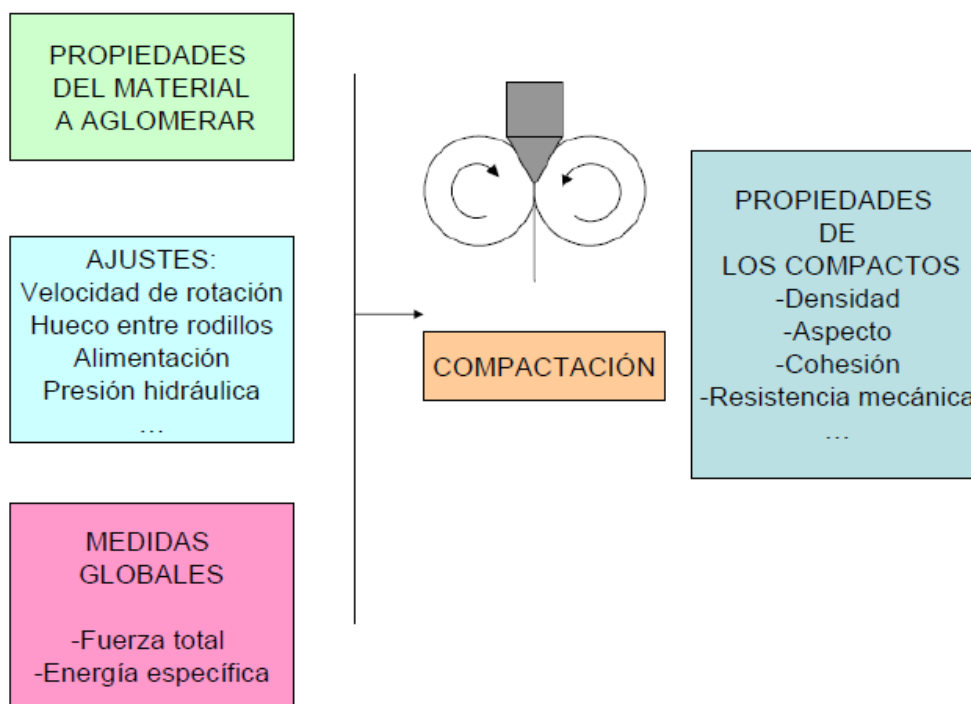 PROPIEDADES
DEL MATERIAL
A AGLOMERAR
AJUSTES:
Velocidad de rotación
Hueco entre rodillos
Alimentación
Presión hidráulica
...
MEDIDAS
GLOBALES
-Fuerza total
-Energía específica
COMPACTACIÓN
PROPIEDADES
DE
LOS COMPACTOS
-Densidad
-Aspecto
-Cohesión
-Resistencia mecánica
...